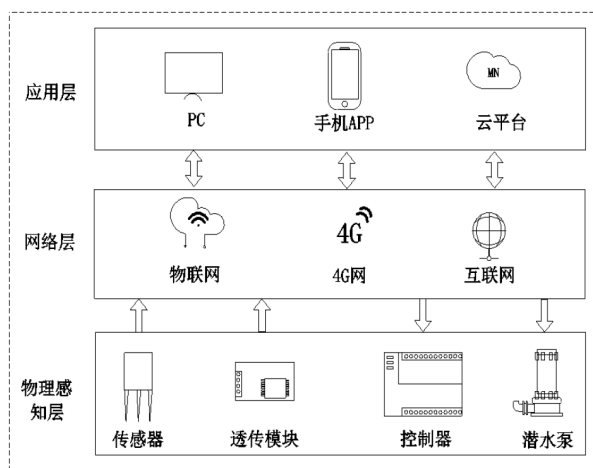 应用层
PC
手机APP
MN
云平台
网络层
物联网
4G
4G网
互联网
物理感
知层
传感器
透传模块
控制器
潜水泵